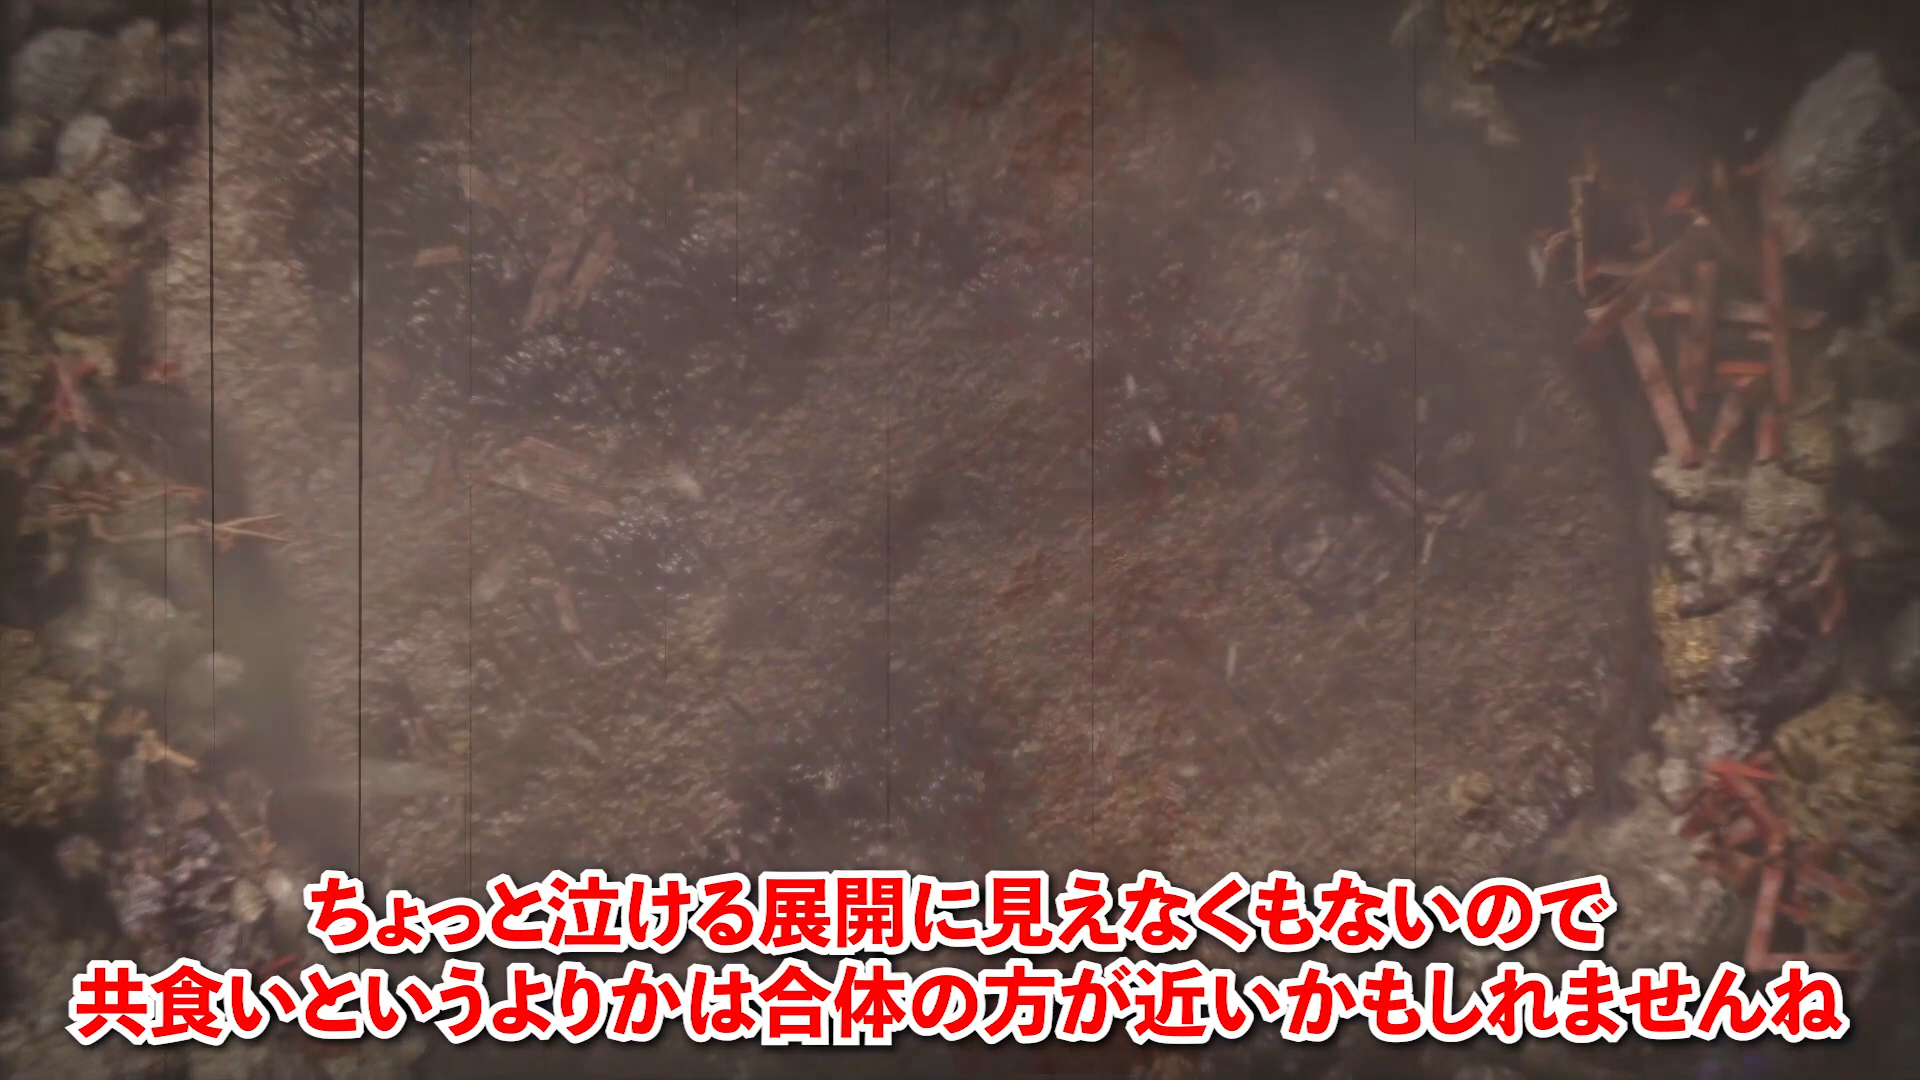 ちょっと泣ける展開に見えなくもないので
共食いというよりかは合体の方が近いかもしれませんね